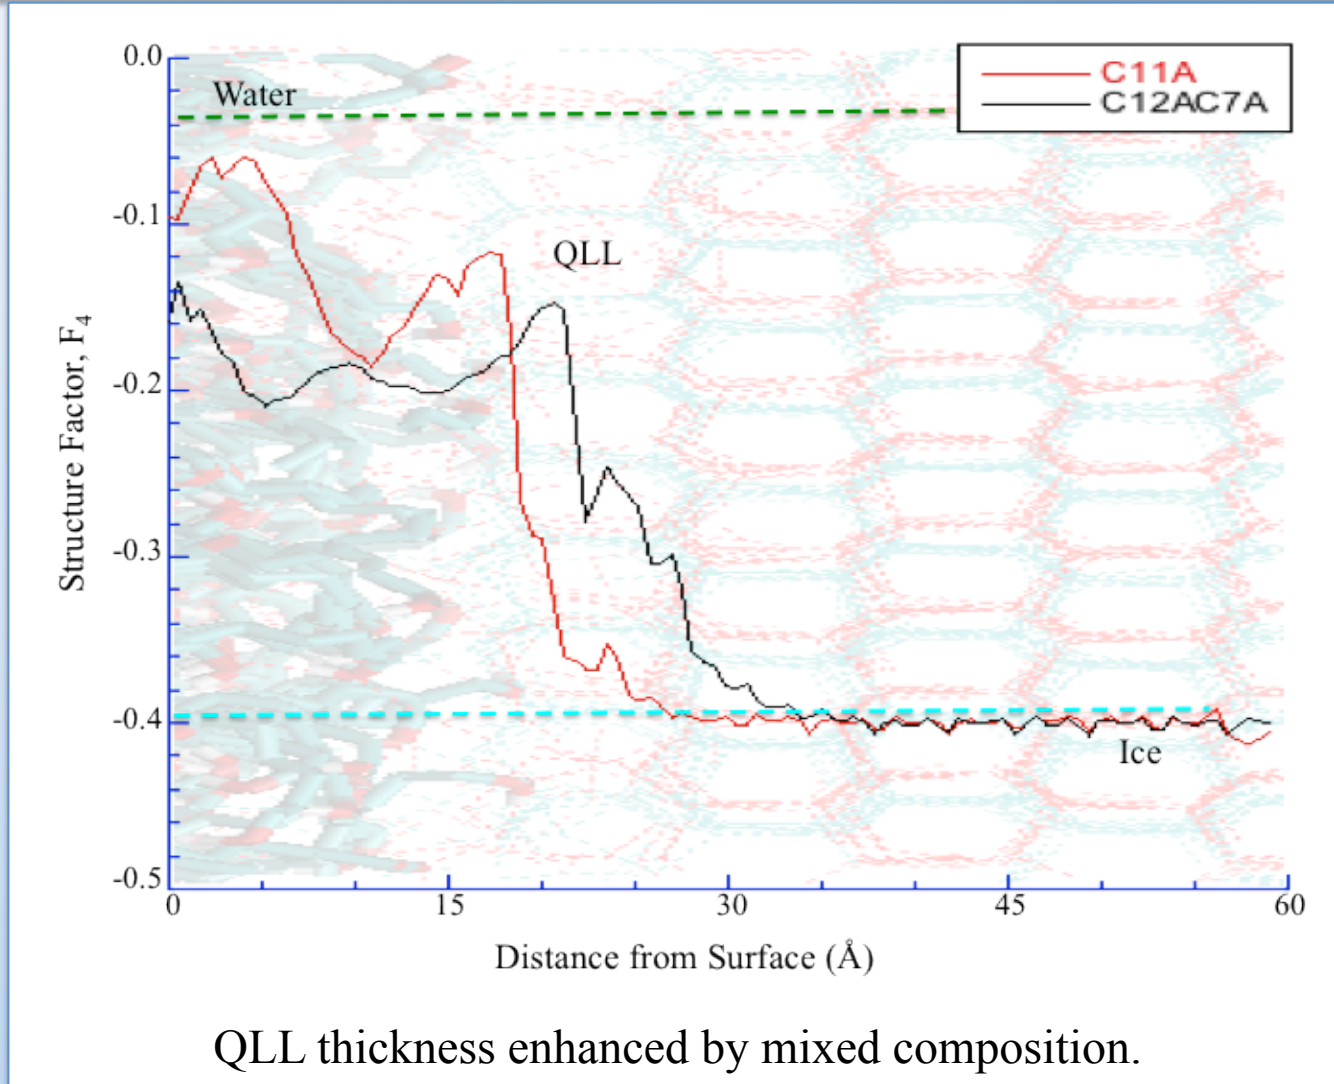 0.0
-0.1
-0.2
-0.3
-0.4
-0.5
Structure Factor, F4
Water
QLL
Ice
C11A
C12AC7A
0 15 30 45 60
Distance from Surface (Å)
QLL thickness enhanced by mixed composition.